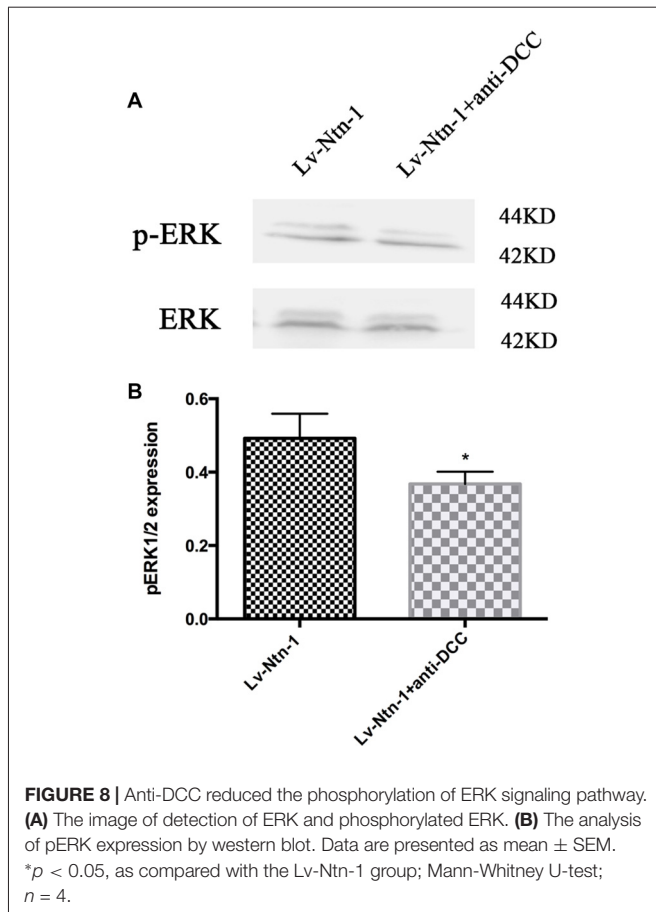 A
Lv-Ntn-1
Lv-Ntn-1+anti-DCC
p-ERK
44KD
42KD
ERK
44KD
42KD
B
pERK1/2 expression
0.6
0.4
0.2
0.0
*
Lv-Ntn-1
Lv-Ntn-1+anti-DCC
FIGURE 8 | Anti-DCC reduced the phosphorylation of ERK signaling pathway.
(A) The image of detection of ERK and phosphorylated ERK. (B) The analysis
of pERK expression by western blot. Data are presented as mean ± SEM.
*p < 0.05, as compared with the Lv-Ntn-1 group; Mann-Whitney U-test;
n = 4.